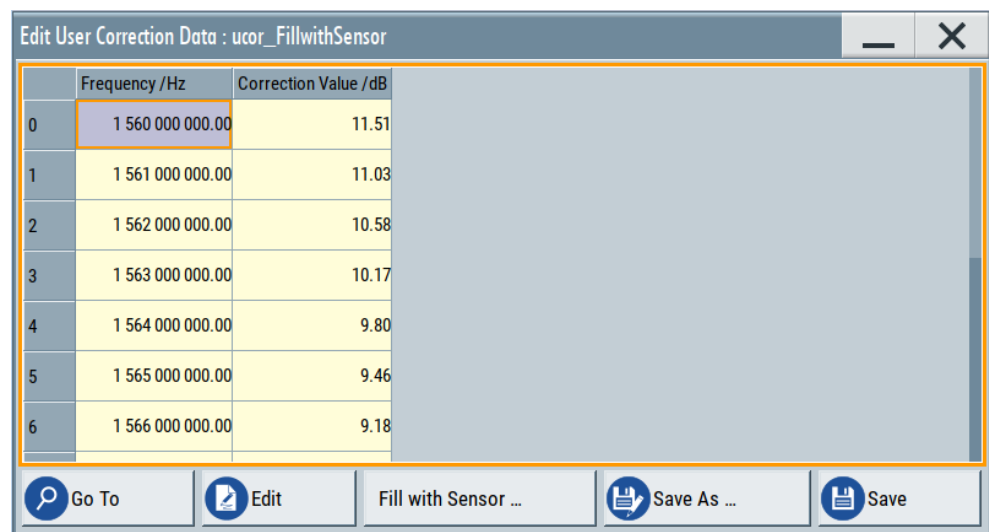 Edit User Correction Data : ucor_FillwithSensor
Frequency /Hz Correction Value /dB
0 1 560 000 000.00 11.51
1 1 561 000 000.00 11.03
2 1 562 000 000.00 10.58
3 1 563 000 000.00 10.17
4 1 564 000 000.00 9.80
5 1 565 000 000.00 9.46
6 1 566 000 000.00 9.18
Go To Edit Fill with Sensor ... Save As ... Save